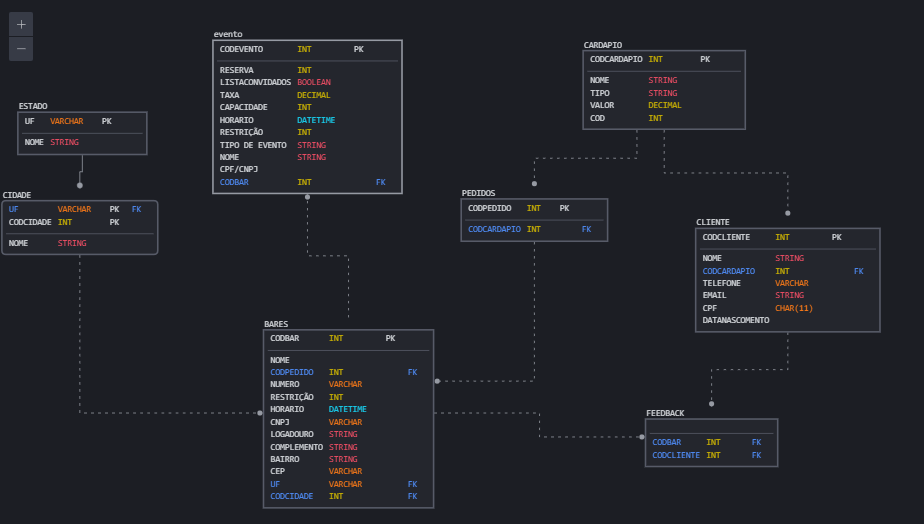 +
−
ESTADO
UF VARCHAR PK
NOME STRING
CIDADE
UF VARCHAR PK FK
CODCIDADE INT PK
NOME STRING
evento
CODEVENTO INT PK
RESERVA INT
LISTACONVIDADOS BOOLEAN
TAXA DECIMAL
CAPACIDADE INT
HORARIO DATETIME
RESTRIÇÃO INT
TIPO DE EVENTO STRING
NOME STRING
CPF/CNPJ
CODBAR INT FK
BARES
CODBAR INT PK
NOME
CODPEDIDO INT FK
NUMERO VARCHAR
RESTRIÇÃO INT
HORARIO DATETIME
CNPJ VARCHAR
LOGADOURO STRING
COMPLEMENTO STRING
BAIRRO STRING
CEP VARCHAR
UF VARCHAR FK
CODCIDADE INT FK
CARDAPIO
CODCARDAPIO INT PK
NOME STRING
TIPO STRING
VALOR DECIMAL
COD INT
PEDIDOS
CODPEDIDO INT PK
CODCARDAPIO INT FK
CLIENTE
CODCLIENTE INT PK
NOME STRING
CODCARDAPIO INT FK
TELEFONE VARCHAR
EMAIL STRING
CPF CHAR(11)
DATANASCOMENTO
FEEDBACK
CODBAR INT FK
CODCLIENTE INT FK